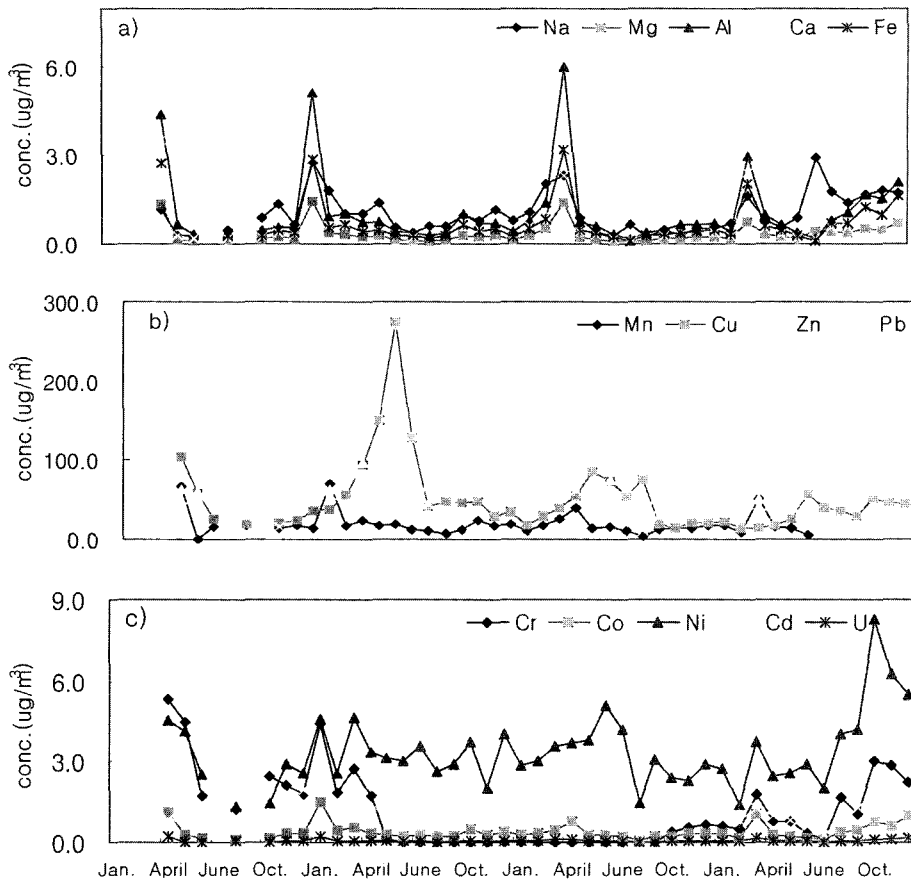 a)
Na Mg Al Ca Fe
conc.(ug/m³)
6.0
3.0
0.0
b)
Mn Cu Zn Pb
conc.(ug/m³)
300.0
200.0
100.0
0.0
c)
Cr Co Ni Cd U
conc.(ug/m³)
9.0
6.0
3.0
0.0
Jan. April June Oct. Jan. April June Oct. Jan. April June Oct. Jan. April June Oct.